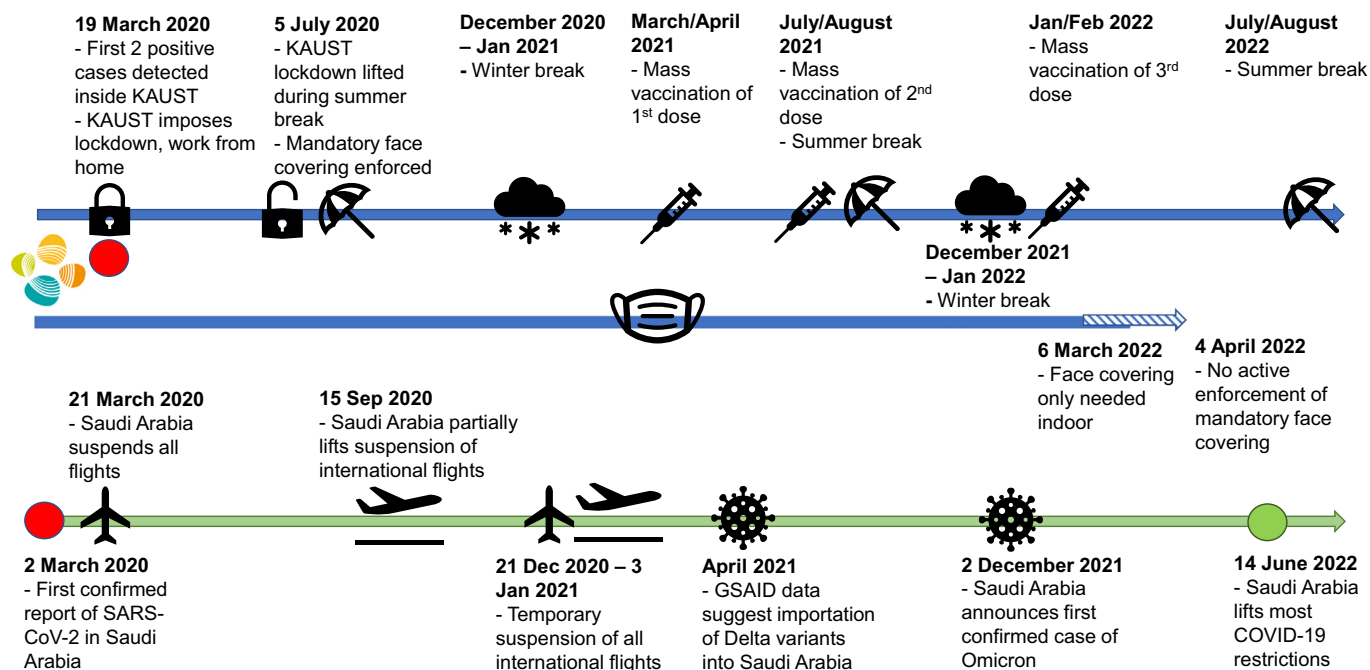 19 March 2020
- First 2 positive
cases detected
inside KAUST
- KAUST imposes
lockdown, work from
home
5 July 2020
- KAUST
lockdown lifted
during summer
break
- Mandatory face
covering enforced
December 2020
– Jan 2021
- Winter break
March/April
2021
- Mass
vaccination of
1st dose
July/August
2021
- Mass
vaccination of 2nd
dose
- Summer break
Jan/Feb 2022
- Mass
vaccination of 3rd
dose
July/August
2022
- Summer break
December 2021
– Jan 2022
- Winter break
6 March 2022
- Face covering
only needed
indoor
4 April 2022
- No active
enforcement of
mandatory face
covering
21 March 2020
- Saudi Arabia
suspends all
flights
15 Sep 2020
- Saudi Arabia partially
lifts suspension of
international flights
2 March 2020
- First confirmed
report of SARS-
CoV-2 in Saudi
Arabia
21 Dec 2020 – 3
Jan 2021
- Temporary
suspension of all
international flights
April 2021
- GSAID data
suggest importation
of Delta variants
into Saudi Arabia
2 December 2021
- Saudi Arabia
announces first
confirmed case of
Omicron
14 June 2022
- Saudi Arabia
lifts most
COVID-19
restrictions